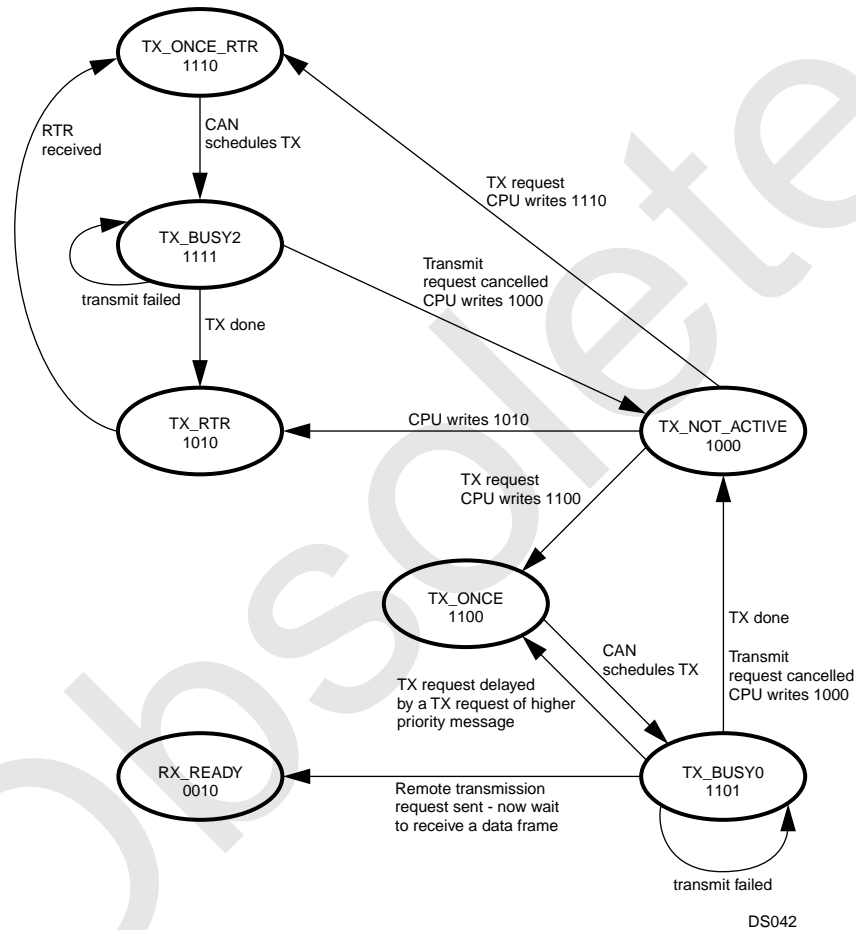 TX_ONCE_RTR
1110
RTR
received
CAN
schedules TX
TX request
CPU writes 1110
TX_BUSY2
1111
Transmit
request cancelled
CPU writes 1000
transmit failed
TX done
TX_RTR
1010
CPU writes 1010
TX_NOT_ACTIVE
1000
TX request
CPU writes 1100
TX_ONCE
1100
TX done
CAN
schedules TX
Transmit
request cancelled
CPU writes 1000
TX request delayed
by a TX request of higher
priority message
RX_READY
0010
TX_BUSY0
1101
Remote transmission
request sent - now wait
to receive a data frame
transmit failed
DS042
Obsolete